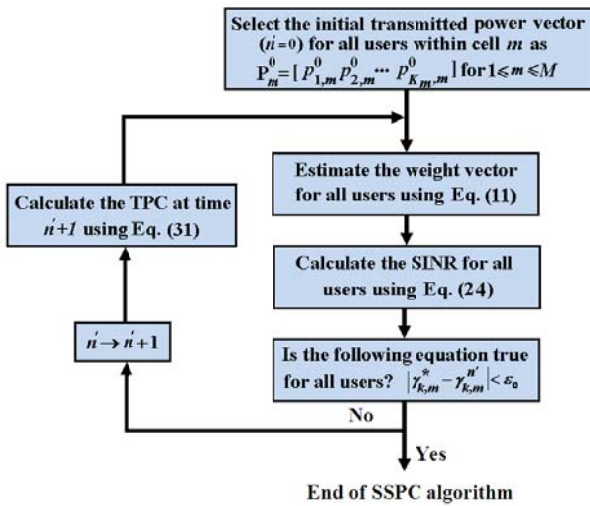 Select the initial transmitted power vector
(n′=0) for all users within cell m as
P⁰ₘ=[ p⁰₁,ₘ p⁰₂,ₘ ··· p⁰_Kₘ,ₘ ] for 1⩽m⩽M
Estimate the weight vector
for all users using Eq. (11)
Calculate the TPC at time
n′+1 using Eq. (31)
Calculate the SINR for all
users using Eq. (24)
n′ → n′+1
Is the following equation true
for all users? |γ*ₖ,ₘ − γⁿ′ₖ,ₘ| < ε₀
No
Yes
End of SSPC algorithm